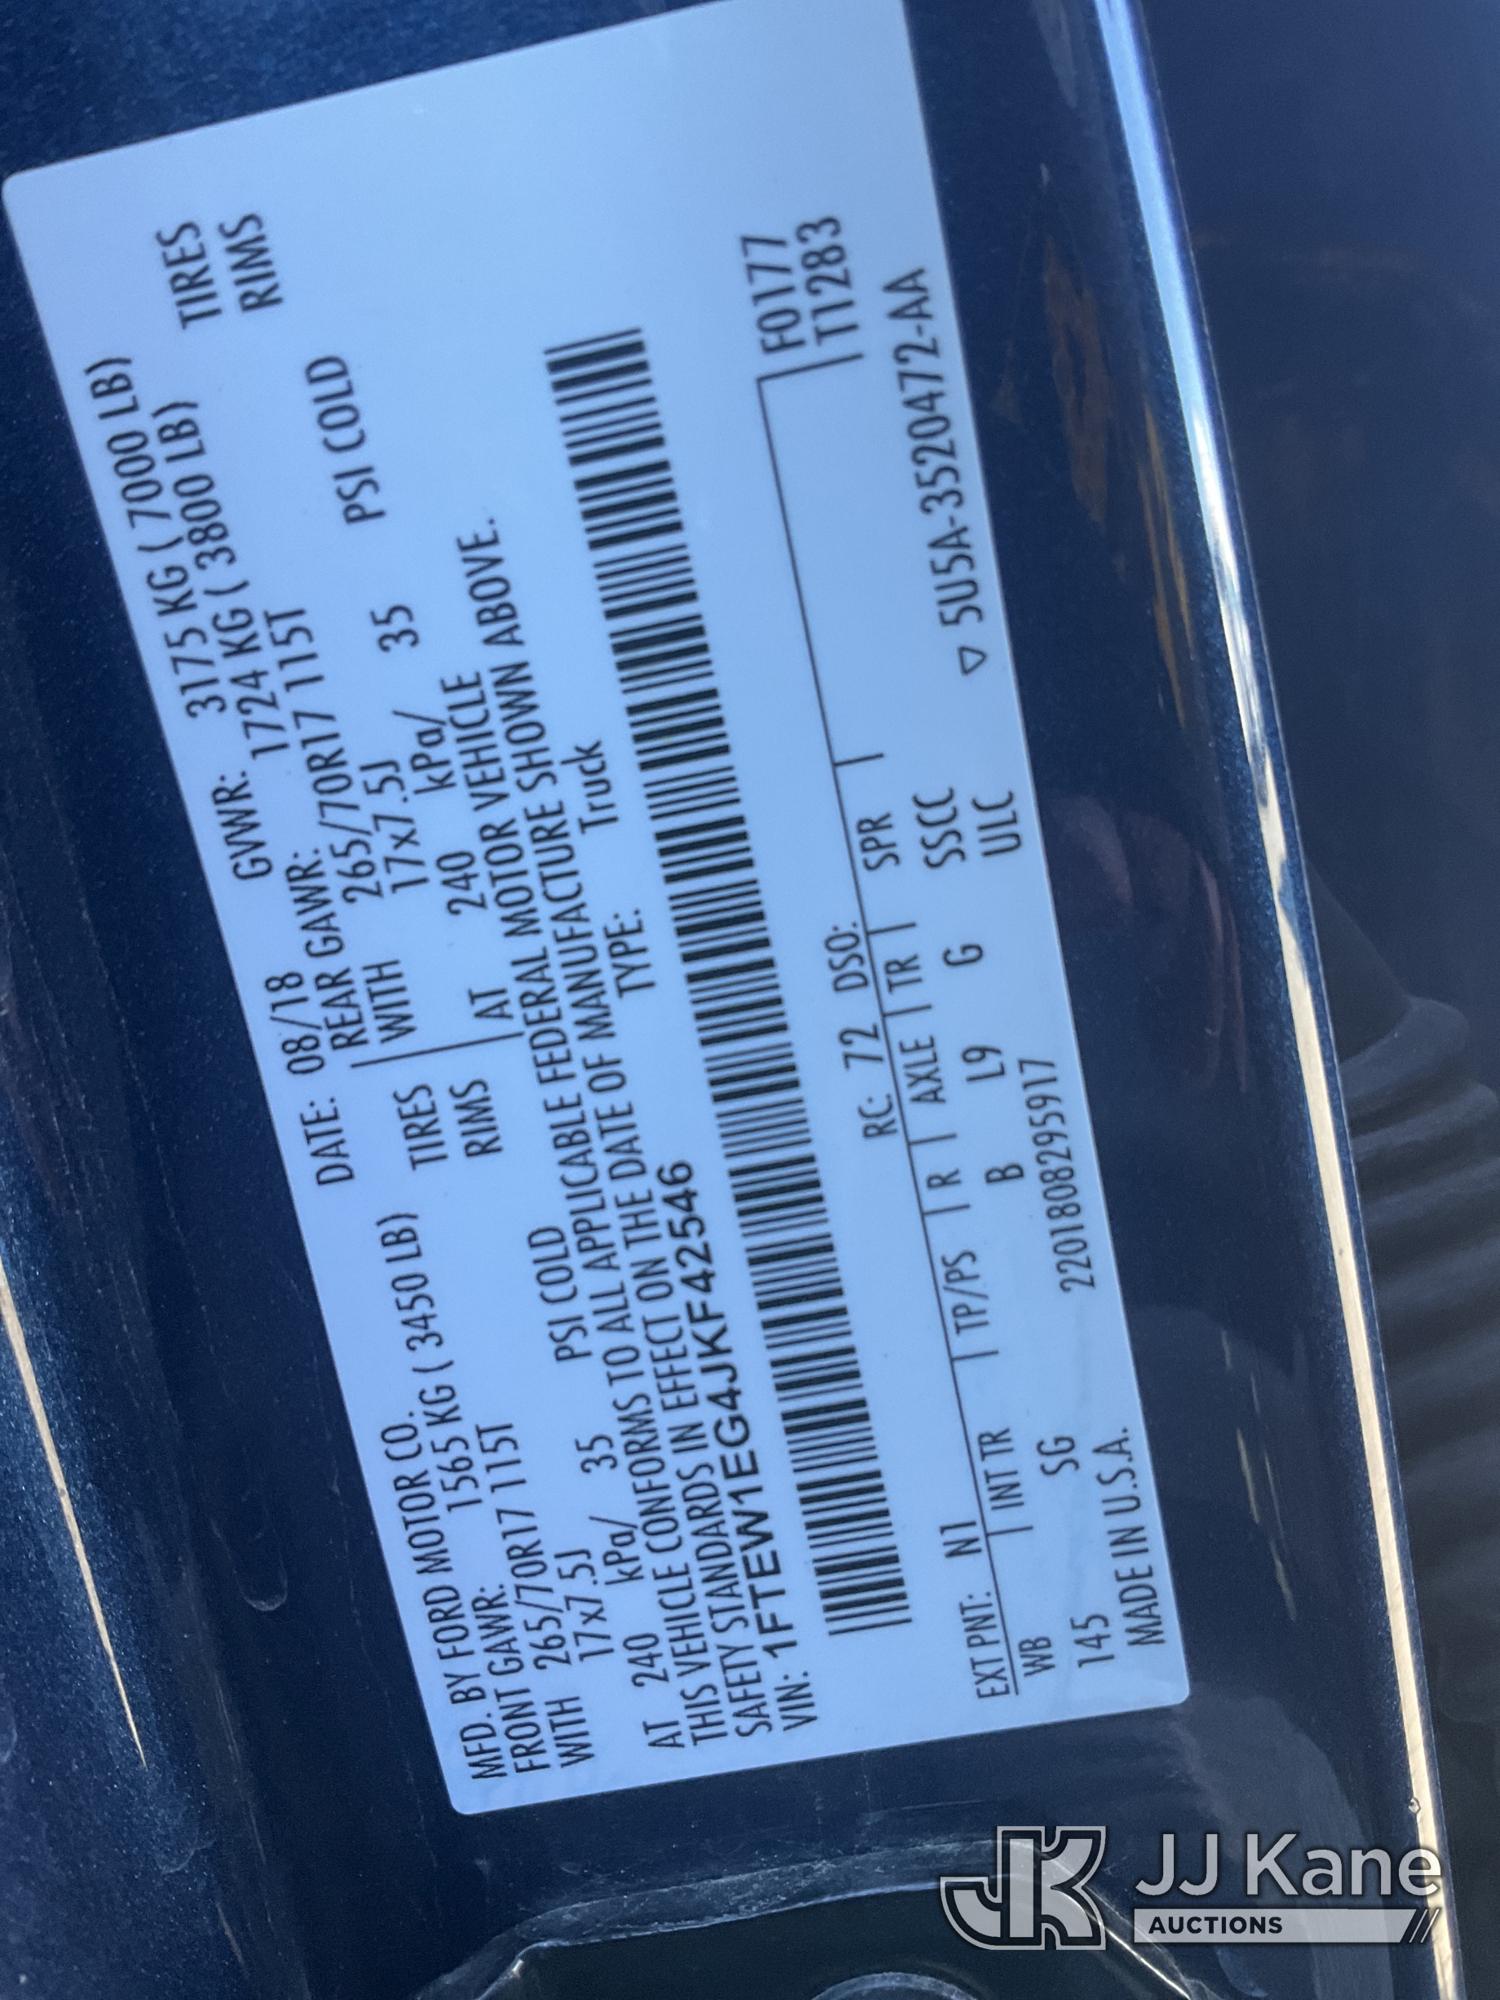 MFD. BY FORD MOTOR CO.
DATE: 08/18 GVWR: 3175 KG ( 7000 LB)
FRONT GAWR: 1565 KG ( 3450 LB) REAR GAWR: 1724 KG ( 3800 LB)
WITH 265/70R17 115T TIRES WITH 265/70R17 115T TIRES
17x7.5J RIMS 17x7.5J RIMS
AT 240 kPa/ 35 PSI COLD AT 240 kPa/ 35 PSI COLD
THIS VEHICLE CONFORMS TO ALL APPLICABLE FEDERAL MOTOR VEHICLE
SAFETY STANDARDS IN EFFECT ON THE DATE OF MANUFACTURE SHOWN ABOVE.
VIN: 1FTEW1EG4JKF42546 TYPE: Truck
F0177
T1283
EXT PNT: N1 RC: 72 DSO:
WB INT TR TP/PS R AXLE TR SPR
145 SG B L9 G SSCC
MADE IN U.S.A. 2201808295917 ULC
▽ 5U5A-3520472-AA
JK JJ Kane
AUCTIONS